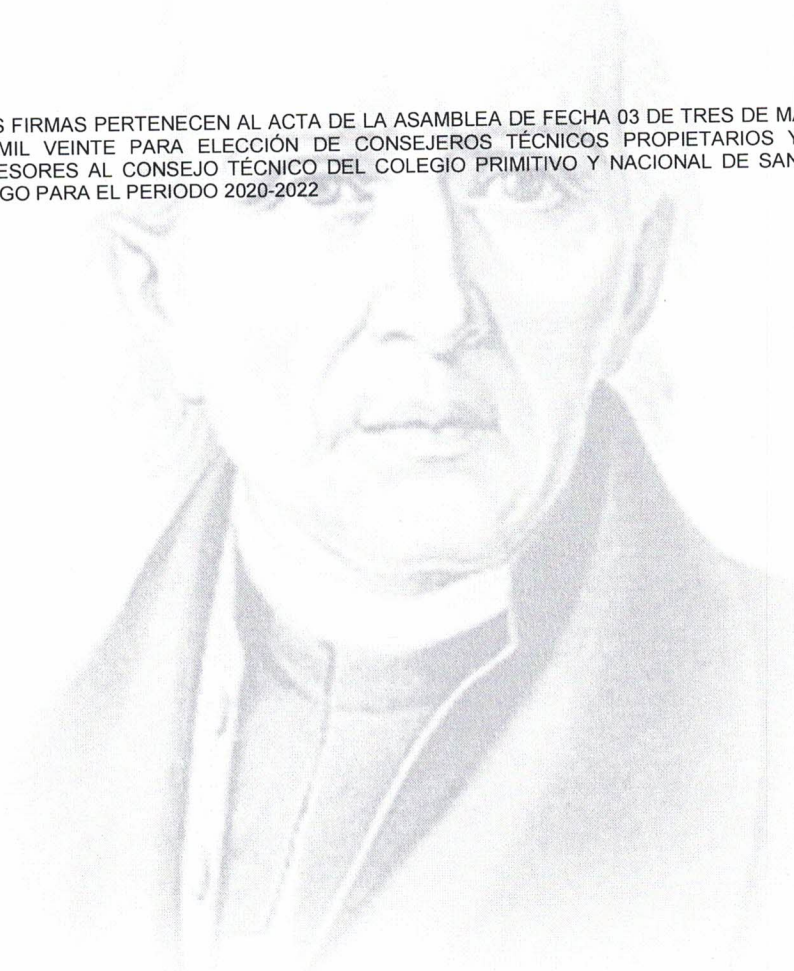 S FIRMAS PERTENECEN AL ACTA DE LA ASAMBLEA DE FECHA 03 DE TRES DE MA
MIL VEINTE PARA ELECCIÓN DE CONSEJEROS TÉCNICOS PROPIETARIOS Y
ESORES AL CONSEJO TÉCNICO DEL COLEGIO PRIMITIVO Y NACIONAL DE SAN
GO PARA EL PERIODO 2020-2022